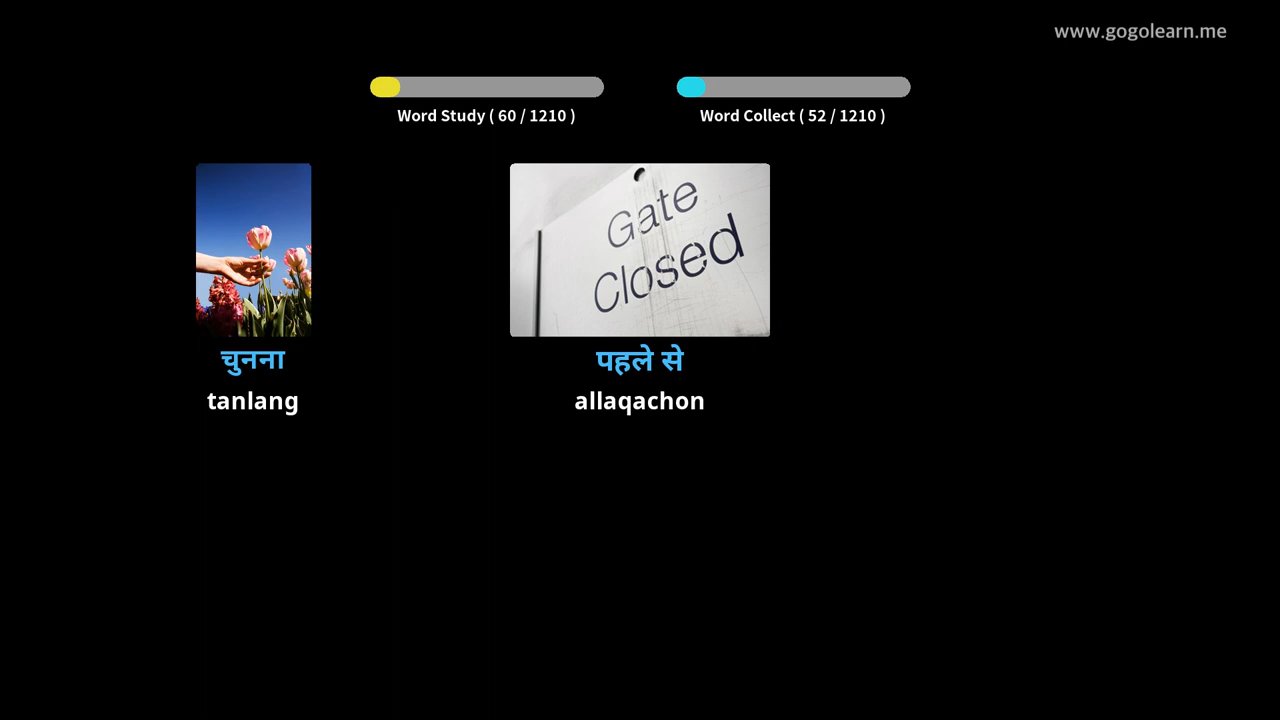 www.gogolearn.me
Word Study ( 60 / 1210 )
Word Collect ( 52 / 1210 )
Gate
Closed
चुनना
tanlang
पहले से
allaqachon